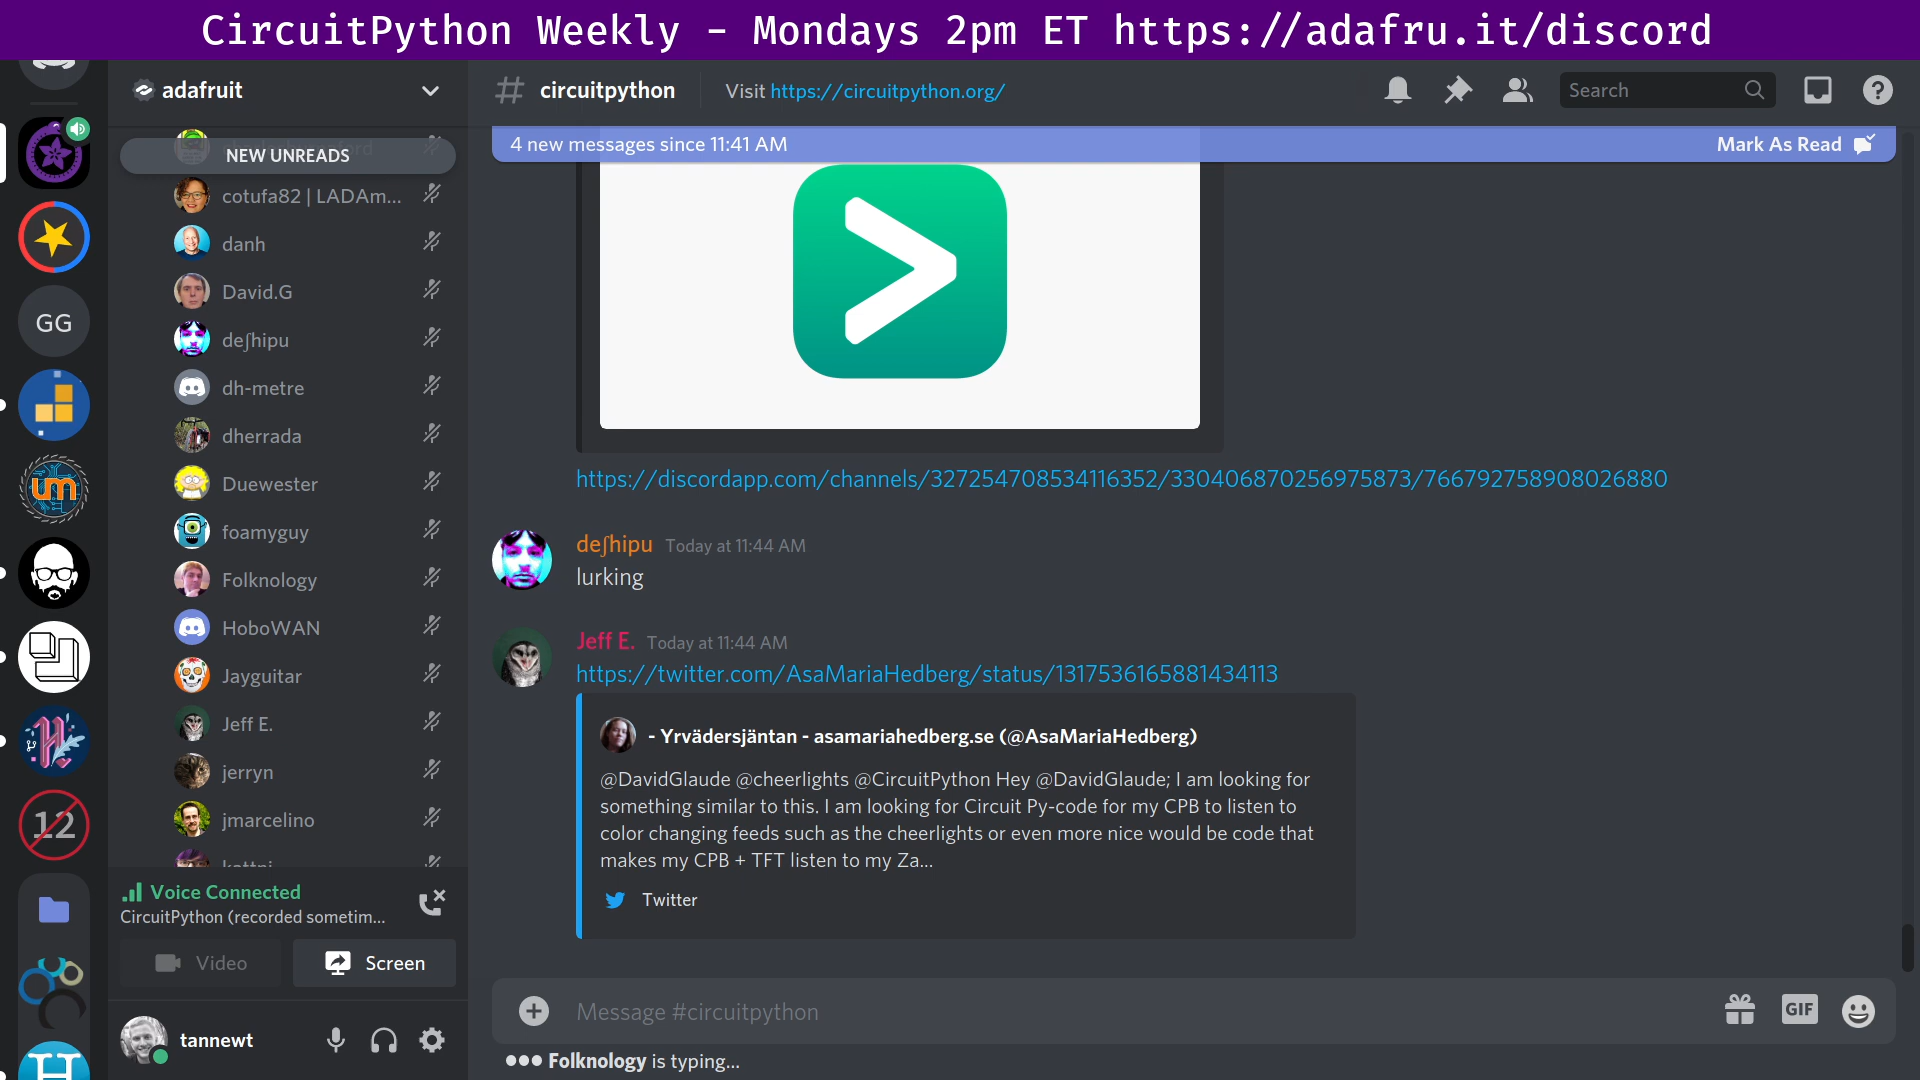 CircuitPython Weekly – Mondays 2pm ET https://adafru.it/discord
adafruit
circuitpython
Visit https://circuitpython.org/
Search
NEW UNREADS
4 new messages since 11:41 AM
Mark As Read
cotufa82 | LADAm...
danh
David.G
deʃhipu
dh-metre
dherrada
Duewester
foamyguy
Folknology
HoboWAN
Jayguitar
Jeff E.
jerryn
jmarcelino
GG
12
Voice Connected
CircuitPython (recorded sometim...
Video
Screen
tannewt
https://discordapp.com/channels/327254708534116352/330406870256975873/766792758908026880
deʃhipu Today at 11:44 AM
lurking
Jeff E. Today at 11:44 AM
https://twitter.com/AsaMariaHedberg/status/1317536165881434113
- Yrvädersjäntan - asamariahedberg.se (@AsaMariaHedberg)
@DavidGlaude @cheerlights @CircuitPython Hey @DavidGlaude; I am looking for
something similar to this. I am looking for Circuit Py-code for my CPB to listen to
color changing feeds such as the cheerlights or even more nice would be code that
makes my CPB + TFT listen to my Za...
Twitter
Message #circuitpython
GIF
Folknology is typing...